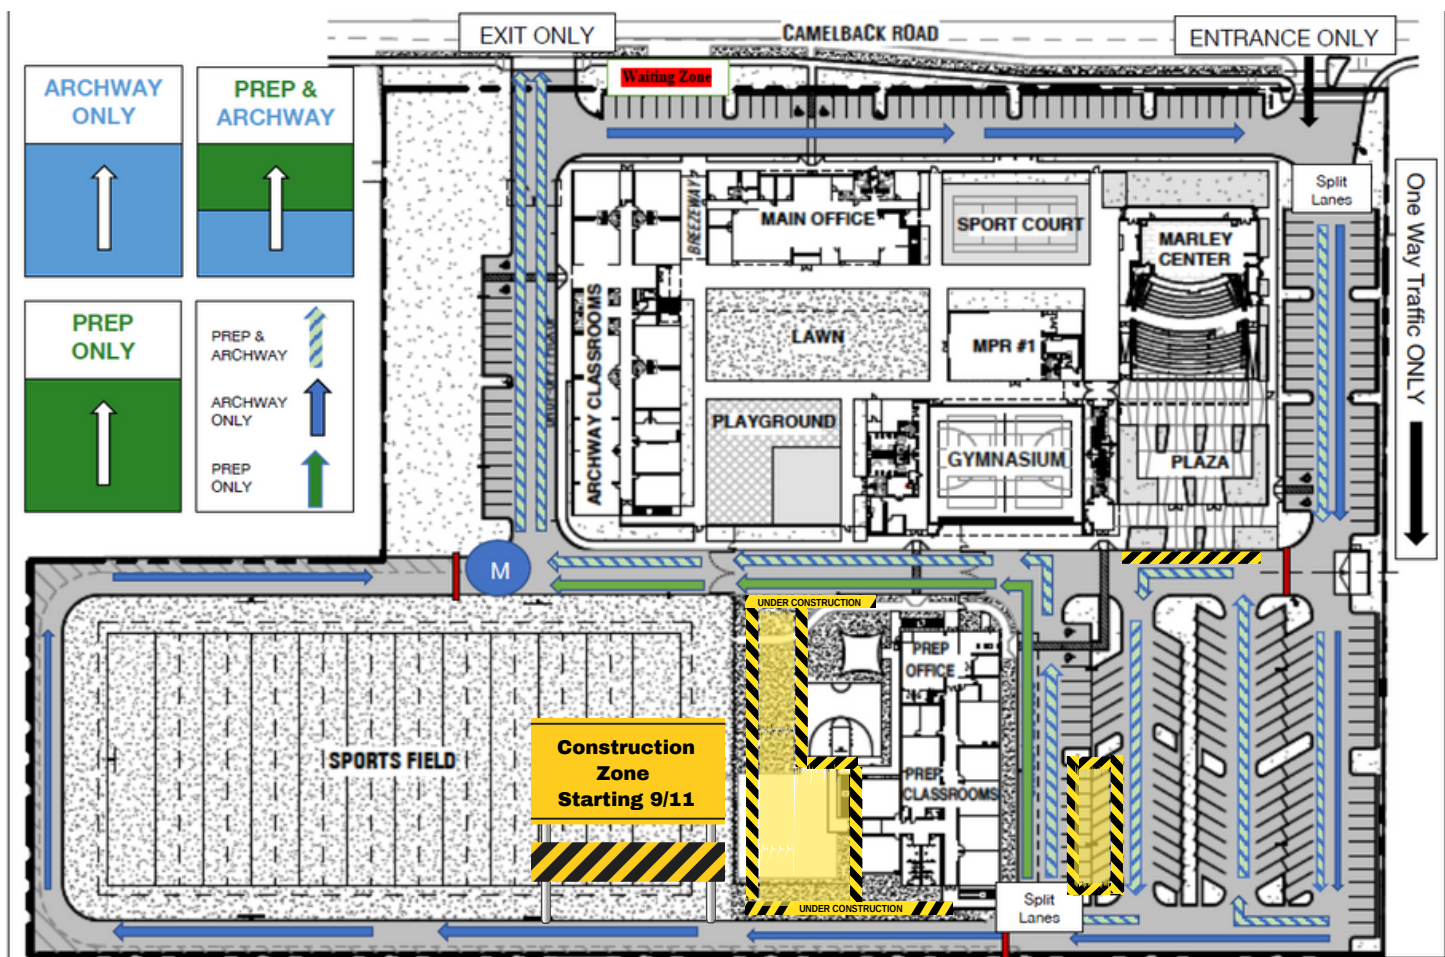 EXIT ONLY
CAMELBACK ROAD
ENTRANCE ONLY
Waiting Zone
ARCHWAY
ONLY
PREP &
ARCHWAY
PREP
ONLY
PREP &
ARCHWAY
ARCHWAY
ONLY
PREP
ONLY
Split
Lanes
One Way Traffic ONLY
BREEZEWAY
MAIN OFFICE
SPORT COURT
MARLEY
CENTER
ARCHWAY CLASSROOMS
LAWN
MPR #1
PLAYGROUND
GYMNASIUM
PLAZA
M
UNDER CONSTRUCTION
PREP
OFFICE
SPORTS FIELD
Construction
Zone
Starting 9/11
PREP
CLASSROOMS
UNDER CONSTRUCTION
Split
Lanes